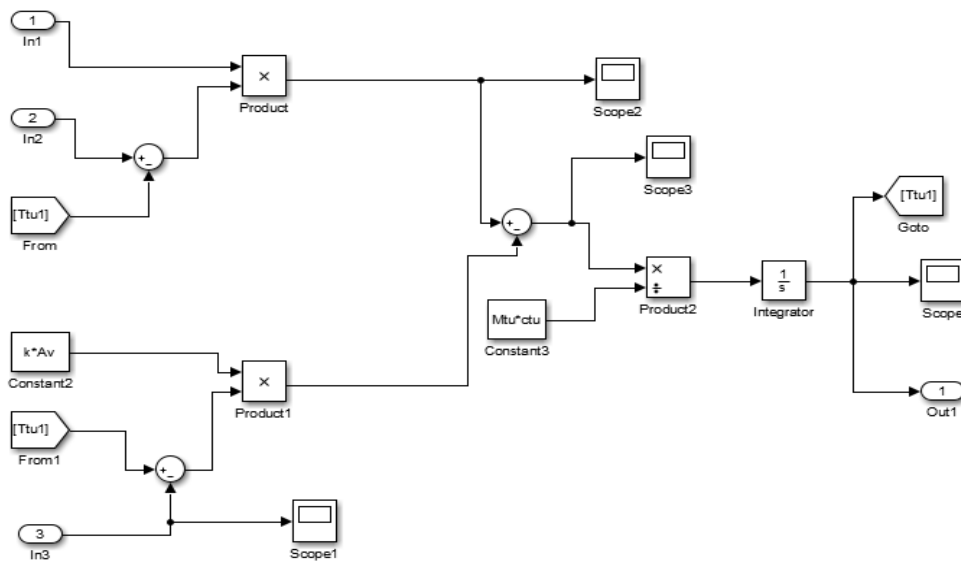 1
In1
×
Product
Scope2
2
In2
+
−
[Ttu1]
From
Scope3
+
−
[Ttu1]
Goto
×
÷
Product2
1
s
Integrator
Scope
Mtu*ctu
Constant3
k*Av
Constant2
×
Product1
1
Out1
[Ttu1]
From1
+
−
3
In3
Scope1